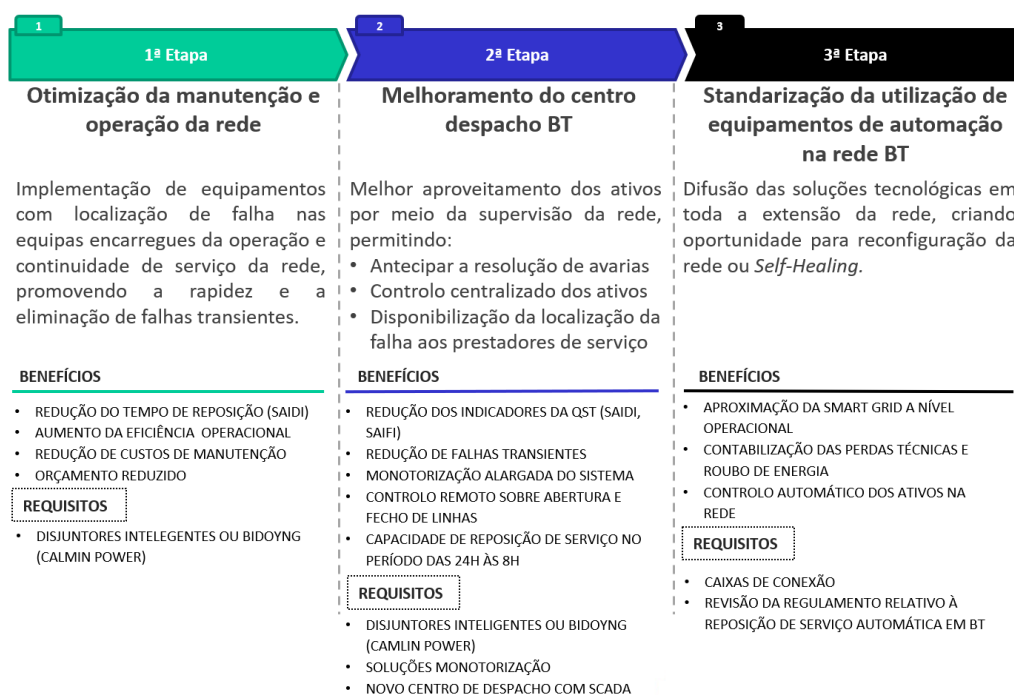 1
1ª Etapa
Otimização da manutenção e
operação da rede
Implementação de equipamentos
com localização de falha nas
equipas encarregues da operação e
continuidade de serviço da rede,
promovendo a rapidez e a
eliminação de falhas transientes.
BENEFÍCIOS
• REDUÇÃO DO TEMPO DE REPOSIÇÃO (SAIDI)
• AUMENTO DA EFICIÊNCIA OPERACIONAL
• REDUÇÃO DE CUSTOS DE MANUTENÇÃO
• ORÇAMENTO REDUZIDO
REQUISITOS
• DISJUNTORES INTELEGENTES OU BIDOYNG
(CALMIN POWER)
2
2ª Etapa
Melhoramento do centro
despacho BT
Melhor aproveitamento dos ativos
por meio da supervisão da rede,
permitindo:
• Antecipar a resolução de avarias
• Controlo centralizado dos ativos
• Disponibilização da localização da
falha aos prestadores de serviço
BENEFÍCIOS
• REDUÇÃO DOS INDICADORES DA QST (SAIDI,
SAIFI)
• REDUÇÃO DE FALHAS TRANSIENTES
• MONOTORIZAÇÃO ALARGADA DO SISTEMA
• CONTROLO REMOTO SOBRE ABERTURA E
FECHO DE LINHAS
• CAPACIDADE DE REPOSIÇÃO DE SERVIÇO NO
PERÍODO DAS 24H ÀS 8H
REQUISITOS
• DISJUNTORES INTELIGENTES OU BIDOYNG
(CAMLIN POWER)
• SOLUÇÕES MONOTORIZAÇÃO
• NOVO CENTRO DE DESPACHO COM SCADA
3
3ª Etapa
Standarização da utilização de
equipamentos de automação
na rede BT
Difusão das soluções tecnológicas em
toda a extensão da rede, criando
oportunidade para reconfiguração da
rede ou Self-Healing.
BENEFÍCIOS
• APROXIMAÇÃO DA SMART GRID A NÍVEL
OPERACIONAL
• CONTABILIZAÇÃO DAS PERDAS TÉCNICAS E
ROUBO DE ENERGIA
• CONTROLO AUTOMÁTICO DOS ATIVOS NA
REDE
REQUISITOS
• CAIXAS DE CONEXÃO
• REVISÃO DA REGULAMENTO RELATIVO À
REPOSIÇÃO DE SERVIÇO AUTOMÁTICA EM BT